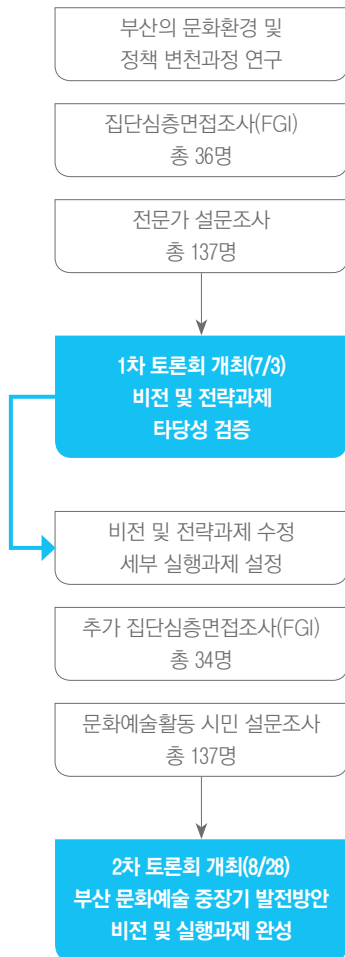 부산의 문화환경 및
정책 변천과정 연구
집단심층면접조사(FGI)
총 36명
전문가 설문조사
총 137명
1차 토론회 개최(7/3)
비전 및 전략과제
타당성 검증
비전 및 전략과제 수정
세부 실행과제 설정
추가 집단심층면접조사(FGI)
총 34명
문화예술활동 시민 설문조사
총 137명
2차 토론회 개최(8/28)
부산 문화예술 중장기 발전방안
비전 및 실행과제 완성